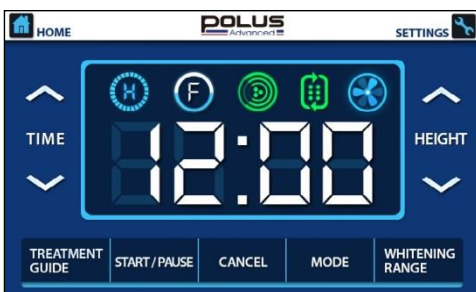 HOME
POLUS
Advanced
SETTINGS
H
F
TIME
12:00
HEIGHT
TREATMENT
GUIDE
START / PAUSE
CANCEL
MODE
WHITENING
RANGE